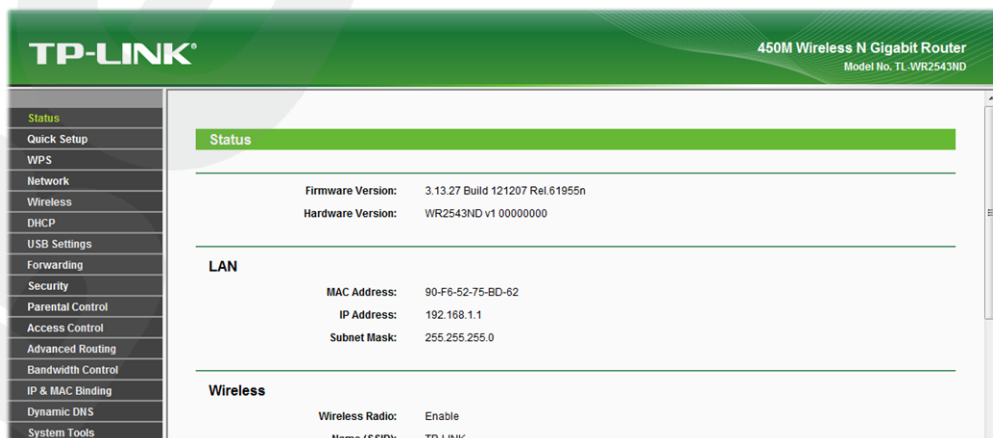 TP-LINK®
450M Wireless N Gigabit Router
Model No. TL-WR2543ND
Status
Quick Setup
WPS
Network
Wireless
DHCP
USB Settings
Forwarding
Security
Parental Control
Access Control
Advanced Routing
Bandwidth Control
IP & MAC Binding
Dynamic DNS
System Tools
Status
Firmware Version: 3.13.27 Build 121207 Rel.61955n
Hardware Version: WR2543ND v1 00000000
LAN
MAC Address: 90-F6-52-75-BD-62
IP Address: 192.168.1.1
Subnet Mask: 255.255.255.0
Wireless
Wireless Radio: Enable
Name (SSID): TP-LINK